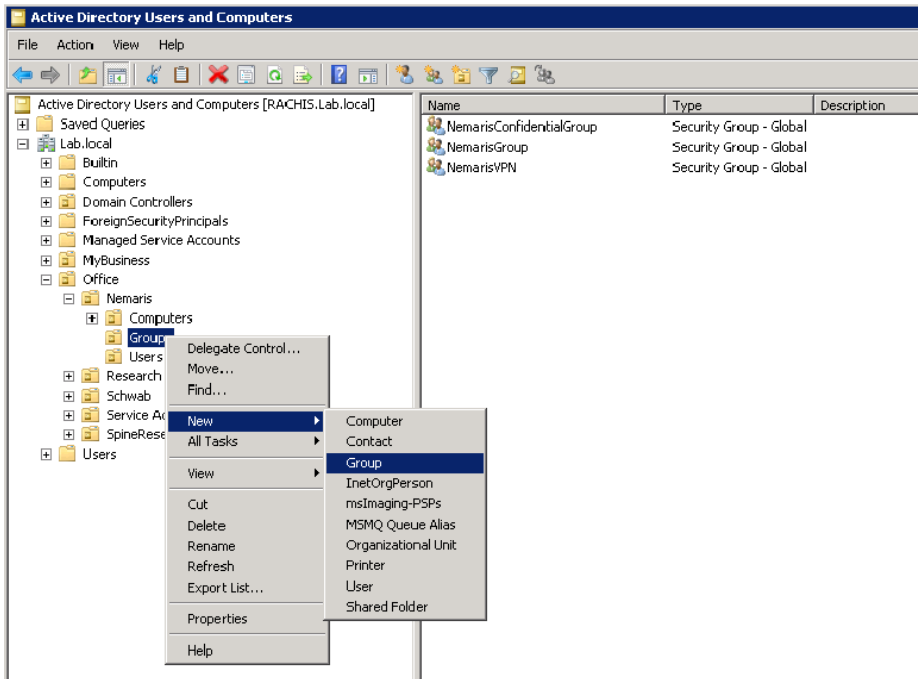 Active Directory Users and Computers
File Action View Help
Active Directory Users and Computers [RACHIS.Lab.local]
Saved Queries
Lab.local
Builtin
Computers
Domain Controllers
ForeignSecurityPrincipals
Managed Service Accounts
MyBusiness
Office
Nemaris
Computers
Group
Users
Research
Schwab
Service Ac
SpineRese
Users
Delegate Control...
Move...
Find...
New
All Tasks
View
Cut
Delete
Rename
Refresh
Export List...
Properties
Help
Computer
Contact
Group
InetOrgPerson
msImaging-PSPs
MSMQ Queue Alias
Organizational Unit
Printer
User
Shared Folder
Name Type Description
NemarisConfidentialGroup Security Group - Global
NemarisGroup Security Group - Global
NemarisVPN Security Group - Global